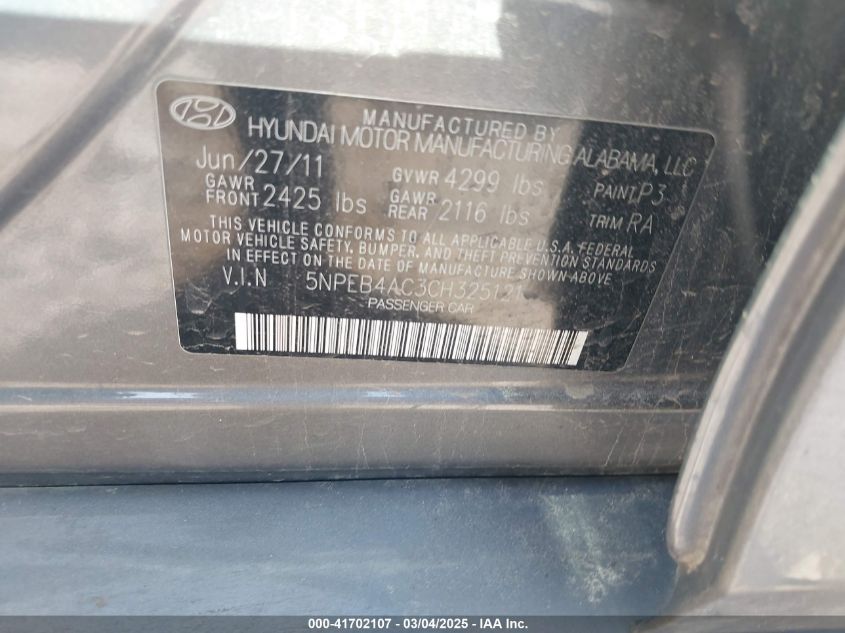 MANUFACTURED BY
HYUNDAI MOTOR MANUFACTURING ALABAMA, LLC
Jun/27/11 GVWR 4299 lbs PAINT P3
GAWR FRONT 2425 lbs GAWR REAR 2116 lbs TRIM RA
THIS VEHICLE CONFORMS TO ALL APPLICABLE U.S.A. FEDERAL
MOTOR VEHICLE SAFETY, BUMPER, AND THEFT PREVENTION STANDARDS
IN EFFECT ON THE DATE OF MANUFACTURE SHOWN ABOVE
V.I.N 5NPEB4AC3CH325121
PASSENGER CAR
000-41702107 - 03/04/2025 - IAA Inc.